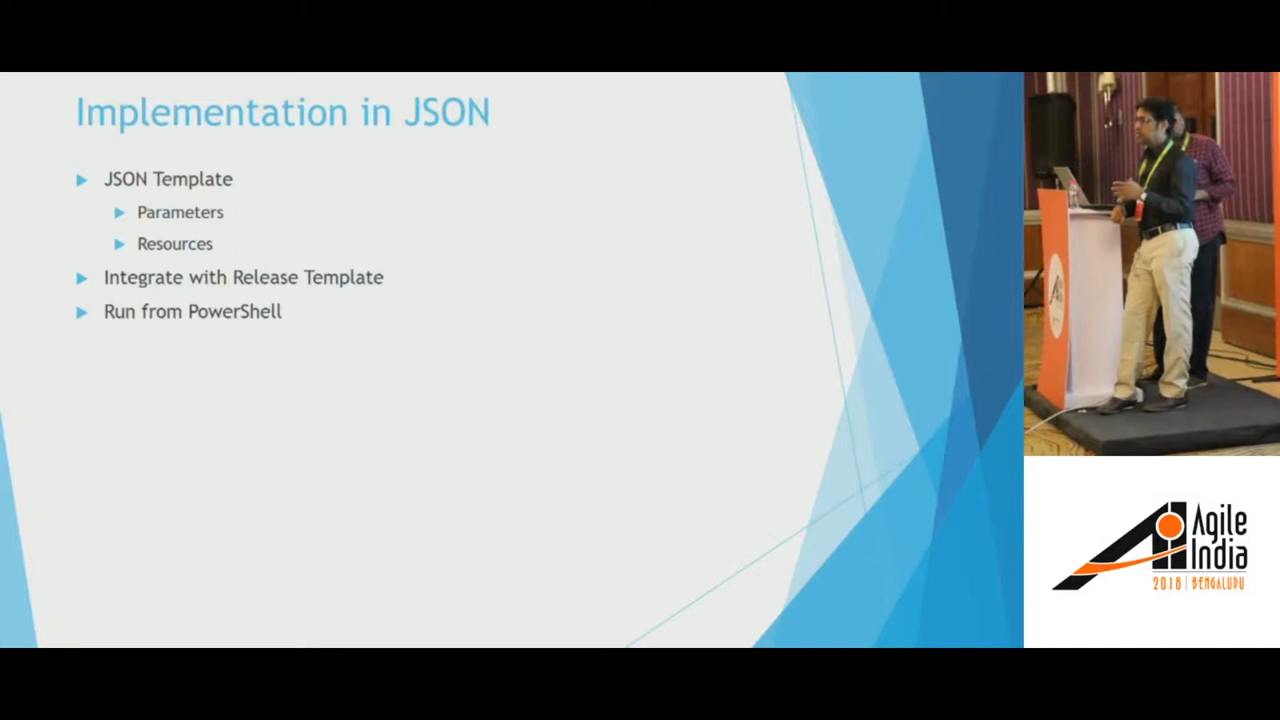 Implementation in JSON
JSON Template
Parameters
Resources
Integrate with Release Template
Run from PowerShell
Agile
India
2018 | BENGALURU